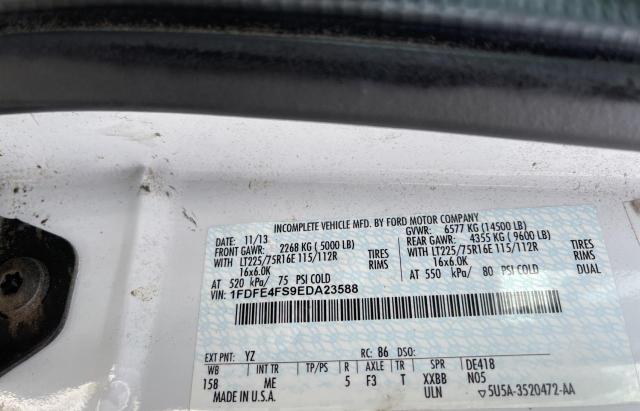 INCOMPLETE VEHICLE MFD. BY FORD MOTOR COMPANY
DATE: 11/13 GVWR: 6577 KG (14500 LB)
FRONT GAWR: 2268 KG ( 5000 LB) REAR GAWR: 4355 KG ( 9600 LB)
WITH LT225/75R16E 115/112R TIRES WITH LT225/75R16E 115/112R TIRES
16x6.0K RIMS 16x6.0K RIMS
AT 520 kPa/ 75 PSI COLD AT 550 kPa/ 80 PSI COLD DUAL
VIN: 1FDFE4FS9EDA23588
EXT PNT: YZ RC: 86 DSO:
WB INT TR TP/PS R AXLE TR SPR DE41B
158 ME 5 F3 T XXBB N05
MADE IN U.S.A. ULN ▽5U5A-3520472-AA